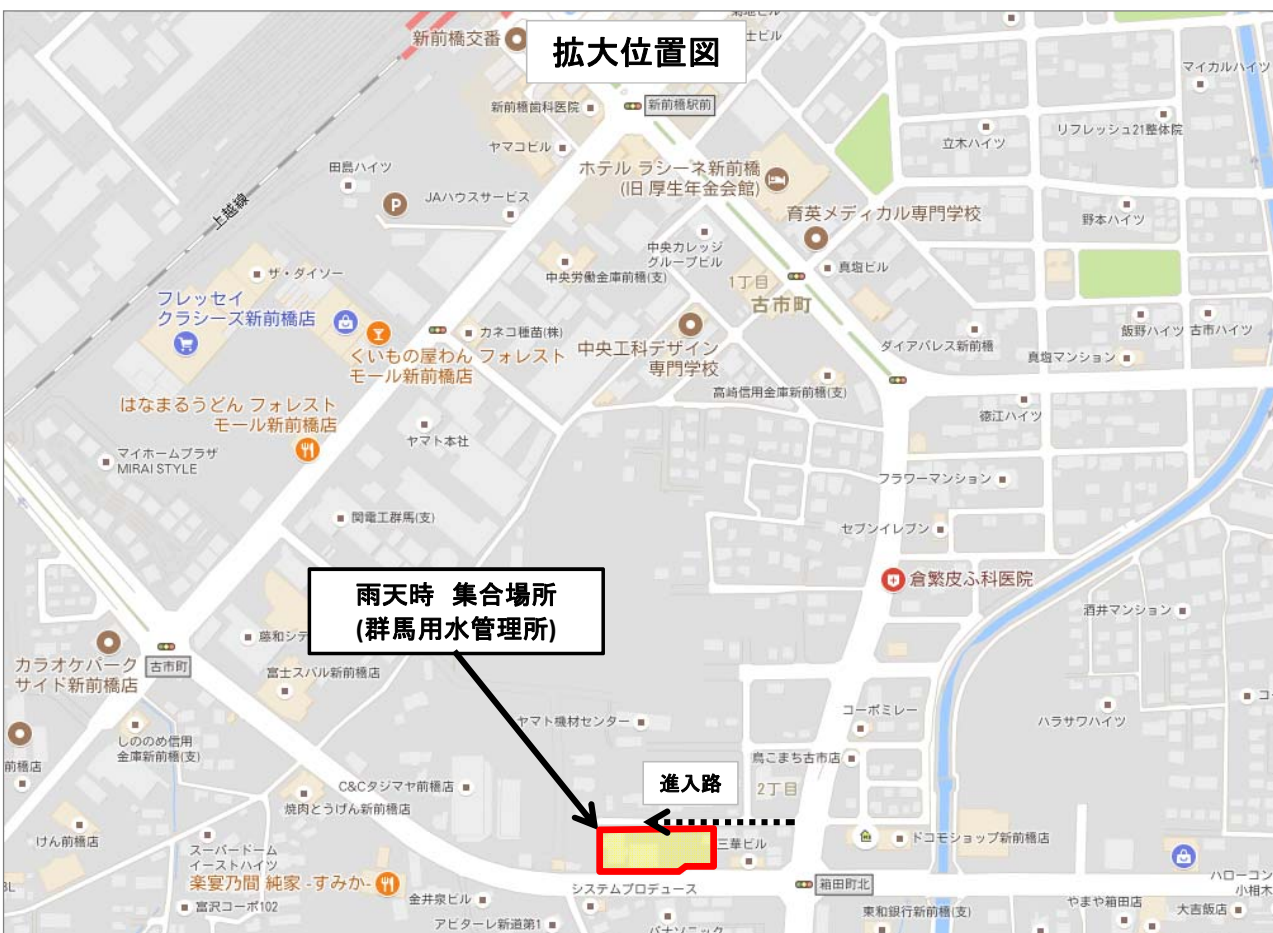 新前橋交番
拡大位置図
士ビル
マイカルハイツ
新前橋歯科医院
新前橋駅前
リフレッシュ21整体院
立木ハイツ
ヤマコビル
田島ハイツ
ホテル ラシーネ新前橋
(旧 厚生年金会館)
P
JAハウスサービス
上越線
育英メディカル専門学校
野本ハイツ
中央カレッジ
グループビル
ザ・ダイソー
中央労働金庫前橋(支)
真塩ビル
1丁目
古市町
フレッセイ
クラシーズ新前橋店
カネコ種苗(株)
飯野ハイツ
古市ハイツ
くいもの屋わん フォレスト
モール新前橋店
中央工科デザイン
専門学校
ダイアパレス新前橋
真塩マンション
高崎信用金庫新前橋(支)
はなまるうどん フォレスト
モール新前橋店
徳江ハイツ
ヤマト本社
マイホームプラザ
MIRAI STYLE
フラワーマンション
関電工群馬(支)
セブンイレブン
倉繁皮ふ科医院
雨天時 集合場所
(群馬用水管理所)
酒井マンション
藤和シテ
カラオケパーク
サイド新前橋店
古市町
富士スバル新前橋店
コーポミレー
ハラサワハイツ
ヤマト機材センター
しののめ信用
金庫新前橋(支)
前橋店
鳥こまち古市店
進入路
2丁目
C&Cタジマヤ前橋店
焼肉とうげん新前橋店
けん前橋店
三華ビル
ドコモショップ新前橋店
スーパードーム
イーストハイツ
楽宴乃間 純家 -すみか-
システムプロデュース
箱田町北
ハローコン
小相木
富沢コーポ102
金井泉ビル
やまや箱田店
大吉飯店
東和銀行新前橋(支)
アビターレ新道第1